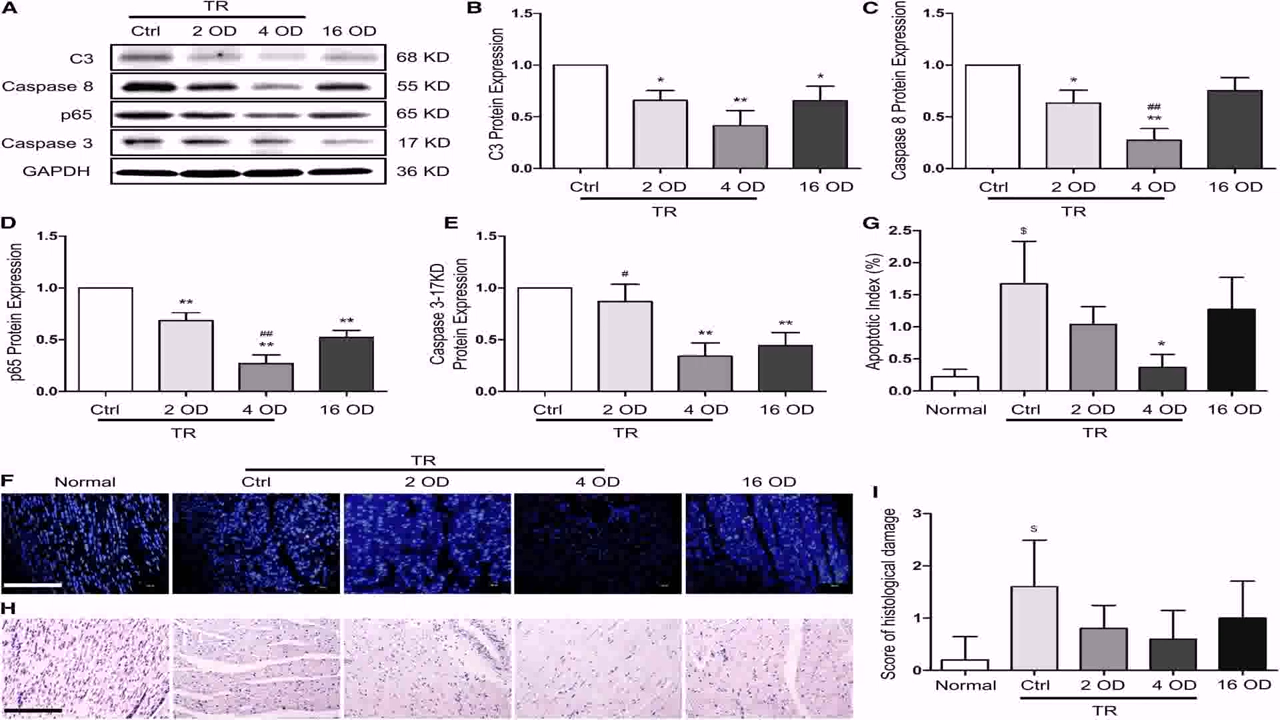 A
TR
Ctrl 2 OD 4 OD 16 OD
C3 68 KD
Caspase 8 55 KD
p65 65 KD
Caspase 3 17 KD
GAPDH 36 KD
B
C3 Protein Expression
1.5
1.0
0.5
0.0
*
**
*
Ctrl 2 OD 4 OD 16 OD
TR
C
Caspase 8 Protein Expression
1.5
1.0
0.5
0.0
*
##
**
Ctrl 2 OD 4 OD 16 OD
TR
D
p65 Protein Expression
1.5
1.0
0.5
0.0
**
##
**
**
Ctrl 2 OD 4 OD 16 OD
TR
E
Caspase 3-17KD
Protein Expression
1.5
1.0
0.5
0.0
#
**
**
Ctrl 2 OD 4 OD 16 OD
TR
G
Apoptotic Index (%)
2.5
2.0
1.5
1.0
0.5
0.0
$
*
Normal Ctrl 2 OD 4 OD 16 OD
TR
F
TR
Normal Ctrl 2 OD 4 OD 16 OD
H
I
Score of histological damage
3
2
1
0
$
Normal Ctrl 2 OD 4 OD 16 OD
TR